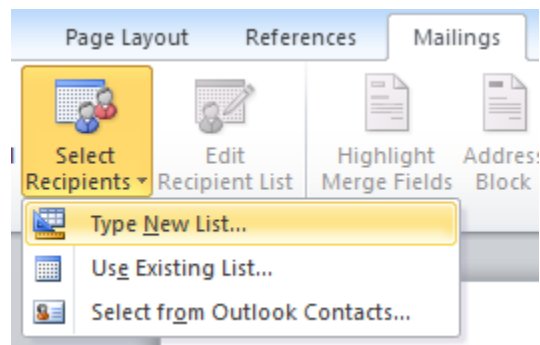 Page Layout References Mailings
Select Edit Highlight Address
Recipients Recipient List Merge Fields Block
Type New List...
Use Existing List...
Select from Outlook Contacts...